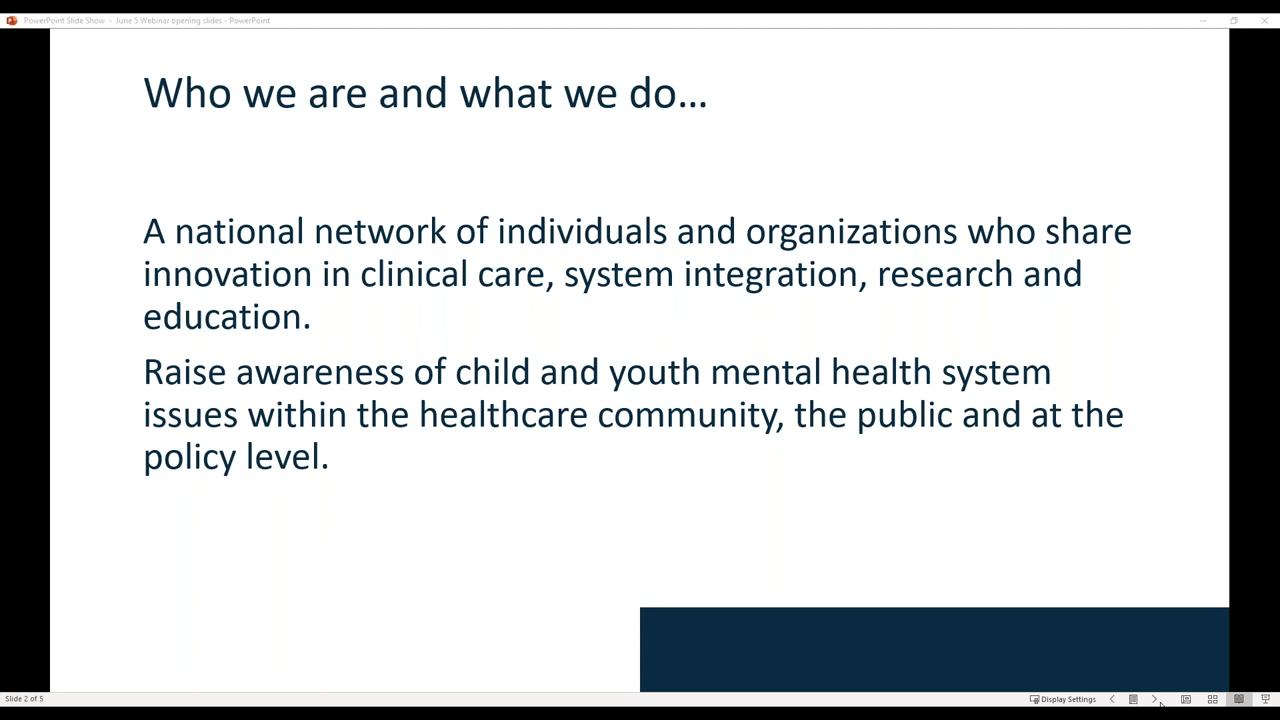 PowerPoint Slide Show - June 5 Webinar opening slides - PowerPoint
Who we are and what we do...
A national network of individuals and organizations who share
innovation in clinical care, system integration, research and
education.
Raise awareness of child and youth mental health system
issues within the healthcare community, the public and at the
policy level.
Slide 2 of 5
Display Settings